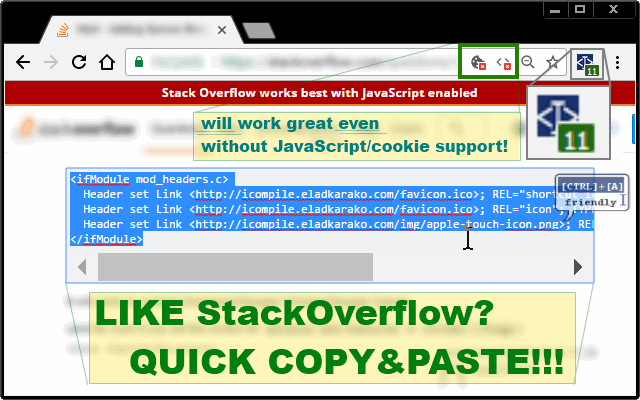 Stack Overflow works best with JavaScript enabled
11
will work great even
without JavaScript/cookie support!
11
<ifModule mod_headers.c>
Header set Link <http://icompile.eladkarako.com/favicon.ico>; REL="shortcut
Header set Link <http://icompile.eladkarako.com/favicon.ico>; REL="icon"
Header set Link <http://icompile.eladkarako.com/img/apple-touch-icon.png>; RE
</ifModule>
[CTRL]+[A]
friendly
LIKE StackOverflow?
QUICK COPY&PASTE!!!